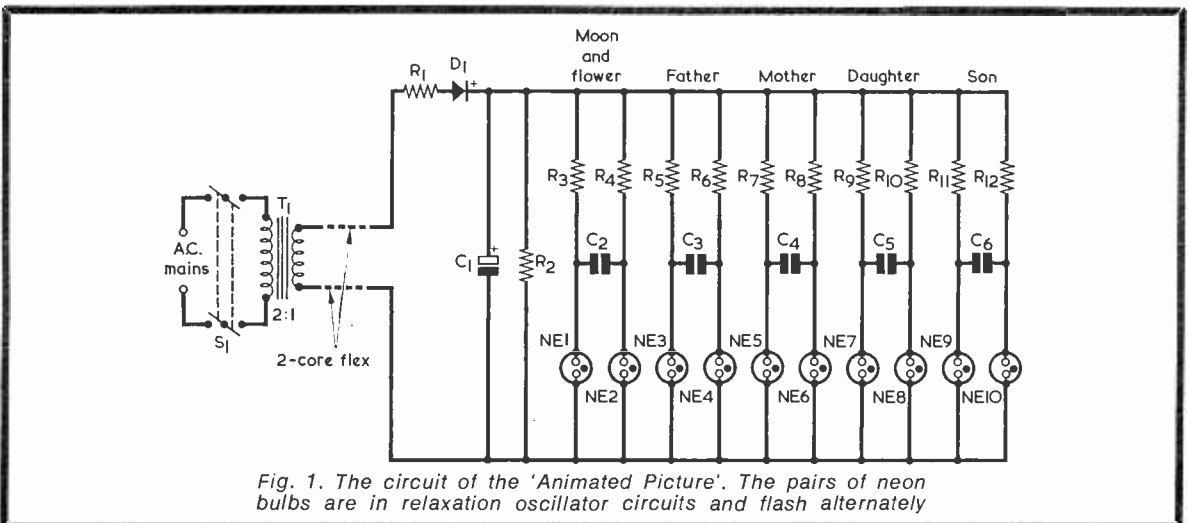 Moon
and
flower
Father
Mother
Daughter
Son
R1
D1
+
R3
R4
R5
R6
R7
R8
R9
R10
R11
R12
A.C.
mains
T1
2:1
S1
2-core flex
C1
+
R2
C2
C3
C4
C5
C6
NE1
NE2
NE3
NE4
NE5
NE6
NE7
NE8
NE9
NE10
Fig. 1. The circuit of the 'Animated Picture'. The pairs of neon
bulbs are in relaxation oscillator circuits and flash alternately